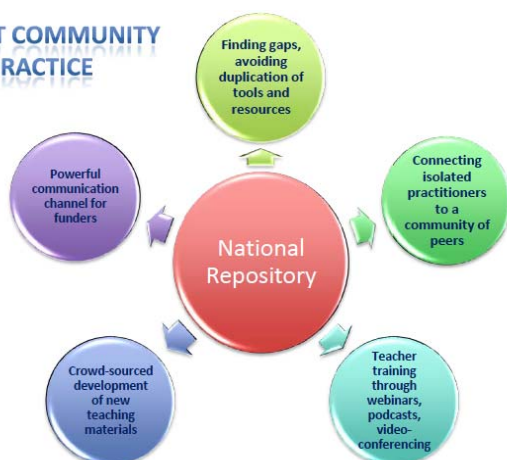 T COMMUNITY
RACTICE
Finding gaps,
avoiding
duplication of
tools and
resources
Powerful
communication
channel for
funders
Connecting
isolated
practitioners
to a
community of
peers
National
Repository
Crowd-sourced
development
of new
teaching
materials
Teacher
training
through
webinars,
podcasts,
video-
conferencing